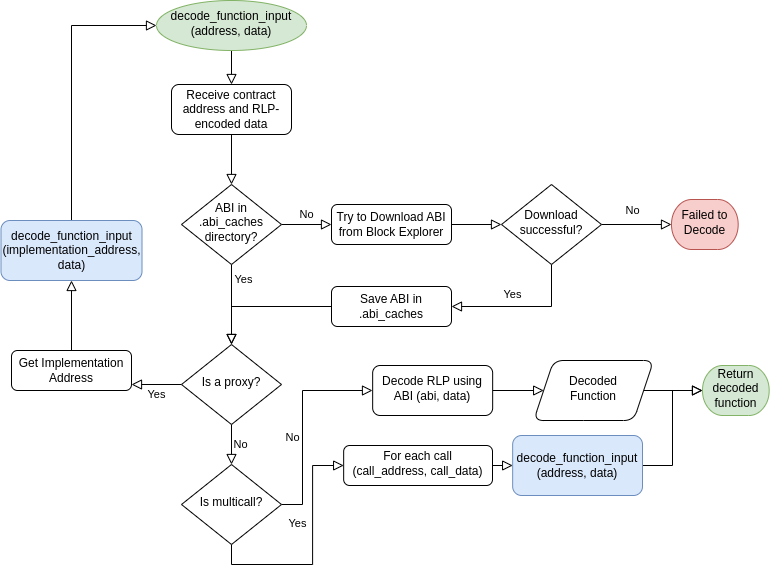 decode_function_input
(address, data)
Receive contract
address and RLP-
encoded data
ABI in
.abi_caches
directory?
No
Try to Download ABI
from Block Explorer
Download
successful?
No
Failed to
Decode
decode_function_input
(implementation_address,
data)
Yes
Yes
Save ABI in
.abi_caches
Get Implementation
Address
Yes
Is a proxy?
No
Decode RLP using
ABI (abi, data)
Decoded
Function
Return
decoded
function
No
For each call
(call_address, call_data)
decode_function_input
(address, data)
Is multicall?
Yes